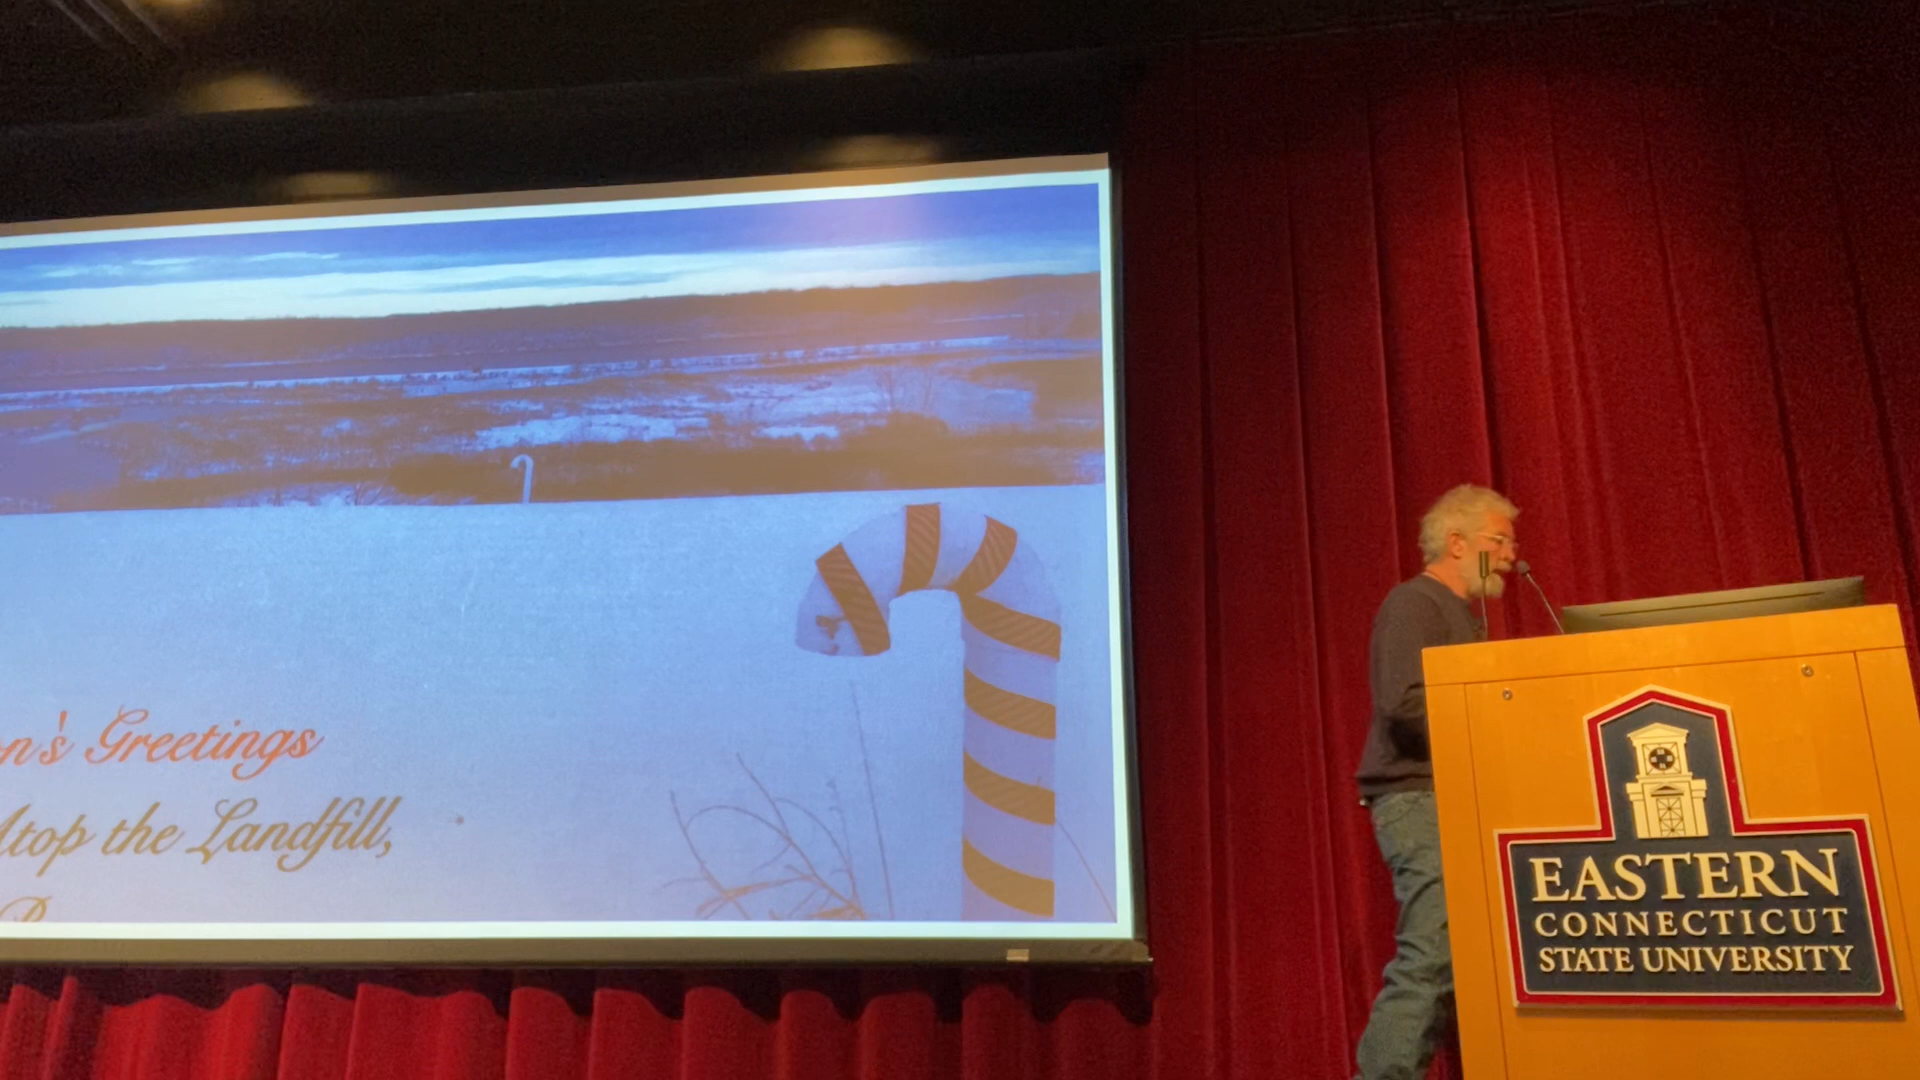 n's Greetings
Atop the Landfill,
EASTERN
CONNECTICUT
STATE UNIVERSITY